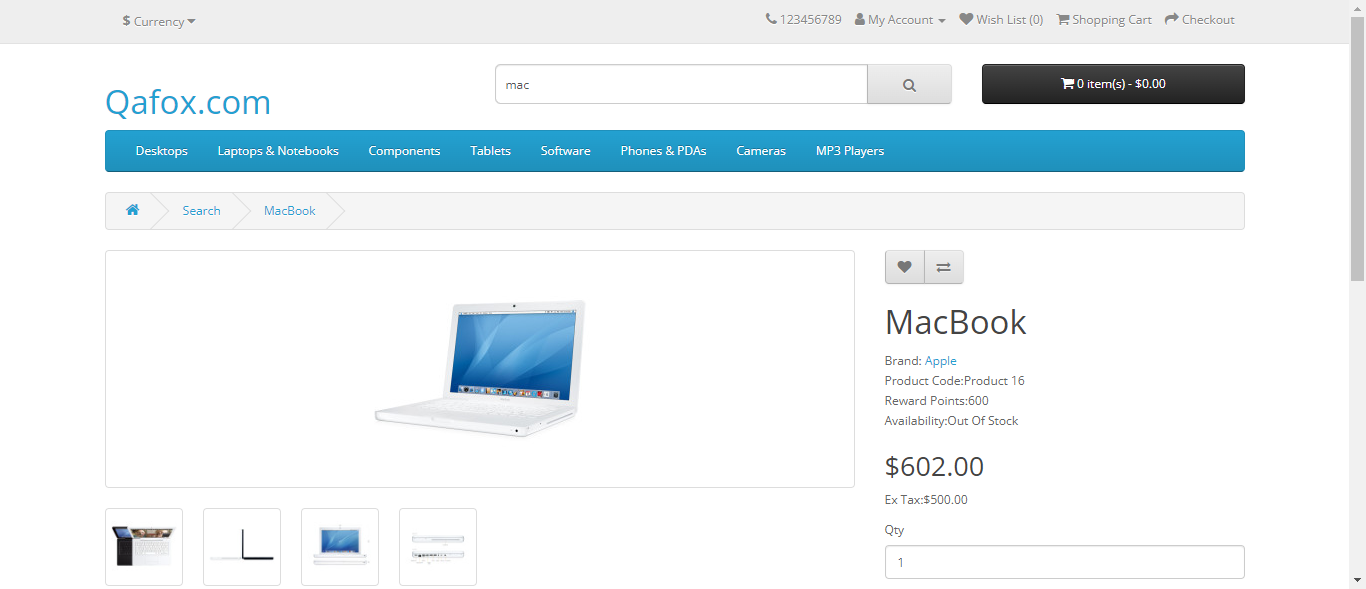 $ Currency
123456789 My Account Wish List (0) Shopping Cart Checkout
Qafox.com
mac
0 item(s) - $0.00
Desktops Laptops & Notebooks Components Tablets Software Phones & PDAs Cameras MP3 Players
Search MacBook
MacBook
Brand: Apple
Product Code:Product 16
Reward Points:600
Availability:Out Of Stock
$602.00
Ex Tax:$500.00
Qty
1